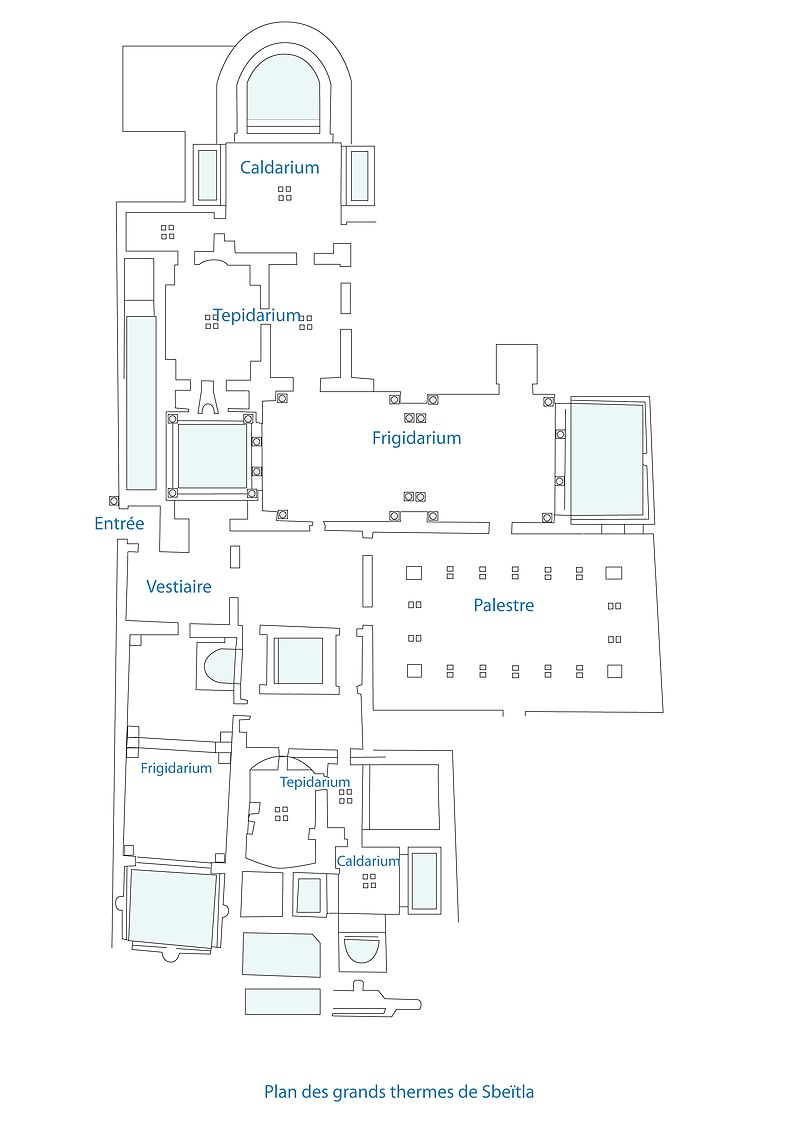 Caldarium
Tepidarium
Frigidarium
Entrée
Vestiaire
Palestre
Frigidarium
Tepidarium
Caldarium
Plan des grands thermes de Sbeïtla